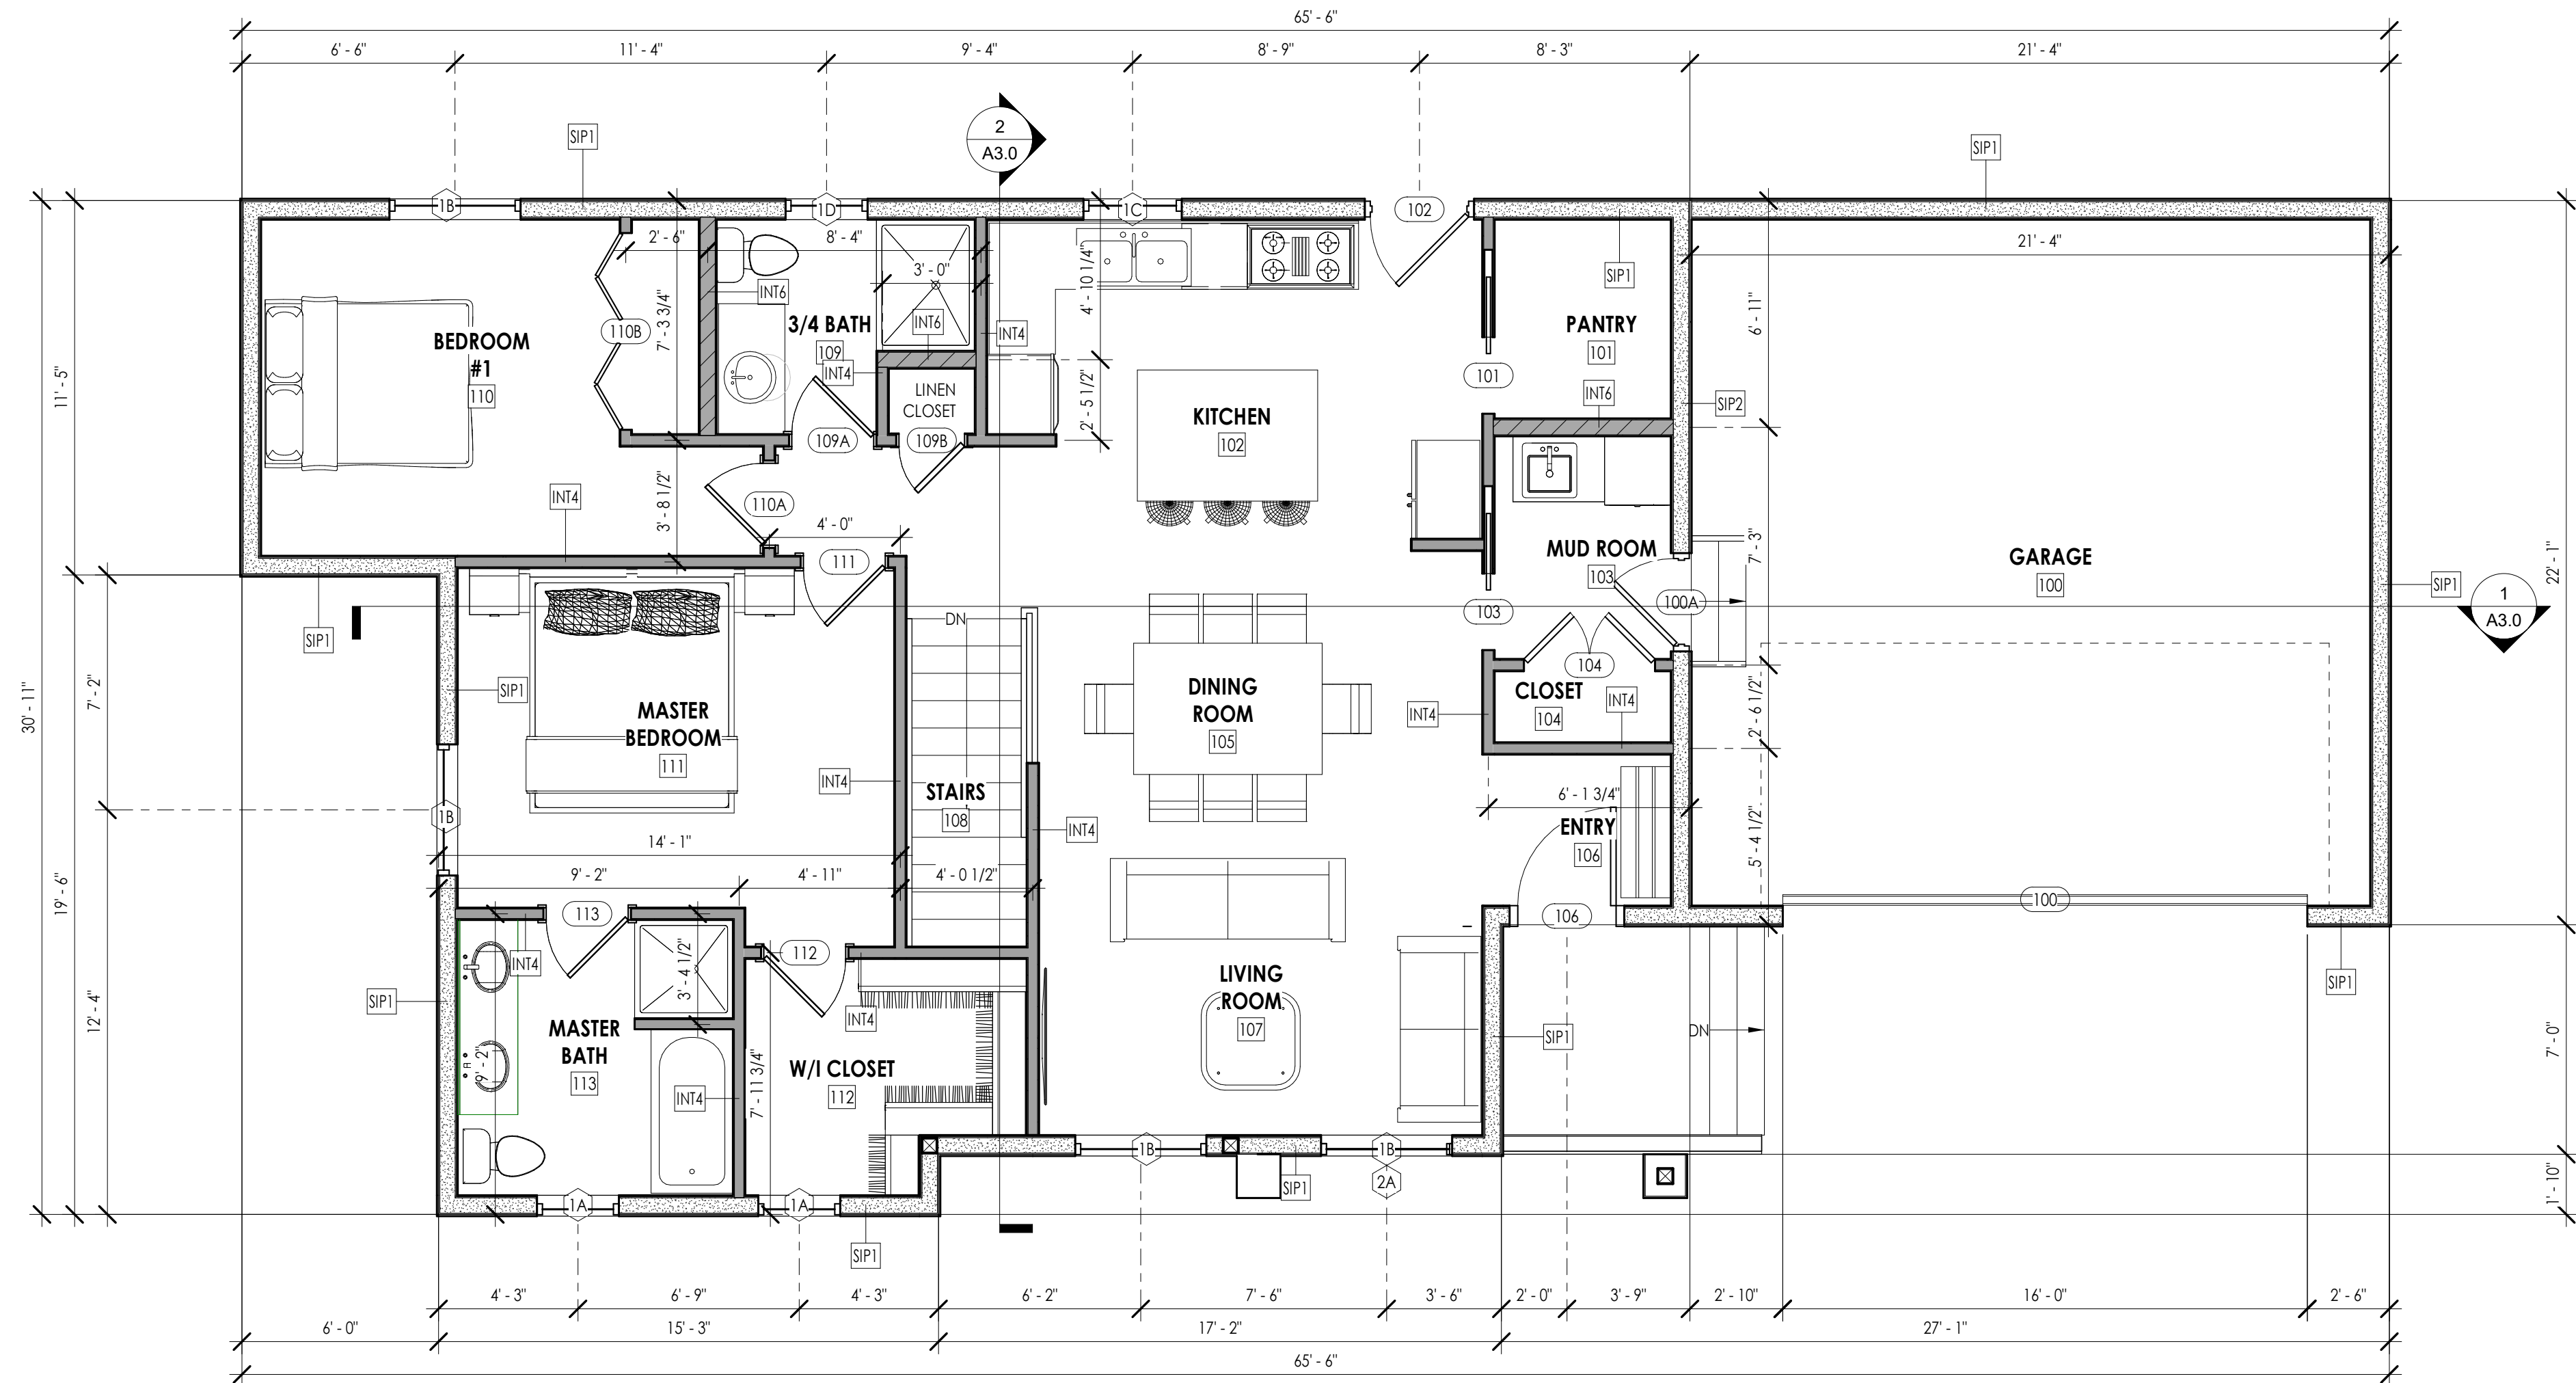 65' - 6"
6' - 6" 11' - 4" 9' - 4" 8' - 9" 8' - 3" 21' - 4"
2
A3.0
SIP1
SIP1
1B 1D 1C 102
2' - 6" 8' - 4" 21' - 4"
3' - 0"
4' - 10 1/4"
SIP1
INT6
7' - 3 3/4"
6' - 11"
110B
3/4 BATH
109
INT6
INT4
INT4
PANTRY
101
BEDROOM
#1
110
11' - 5"
101
LINEN
CLOSET
2' - 5 1/2"
INT6
SIP2
KITCHEN
102
109A
109B
INT4
3' - 8 1/2"
110A
4' - 0"
111
MUD ROOM
103
7' - 3"
GARAGE
100
22' - 1"
SIP1
1
A3.0
100A
103
DN
SIP1
30' - 11"
7' - 2"
SIP1
104
CLOSET
104
INT4
INT4
2' - 6 1/2"
DINING
ROOM
105
MASTER
BEDROOM
111
INT4
STAIRS
108
INT4
1B
6' - 1 3/4"
ENTRY
106
5' - 4 1/2"
14' - 1"
9' - 2" 4' - 11" 4' - 0 1/2"
19' - 6"
100
113
106
112
INT4
3' - 4 1/2"
LIVING
ROOM
107
SIP1
SIP1
12' - 4"
INT4
MASTER
BATH
113
9' - 2"
SIP1
DN
7' - 0"
W/I CLOSET
112
INT4
7' - 11 3/4"
1B 1B
2A
SIP1
1' - 10"
1A 1A
SIP1
4' - 3" 6' - 9" 4' - 3" 6' - 2" 7' - 6" 3' - 6" 2' - 0" 3' - 9" 2' - 10" 16' - 0" 2' - 6"
6' - 0" 15' - 3" 17' - 2" 27' - 1"
65' - 6"